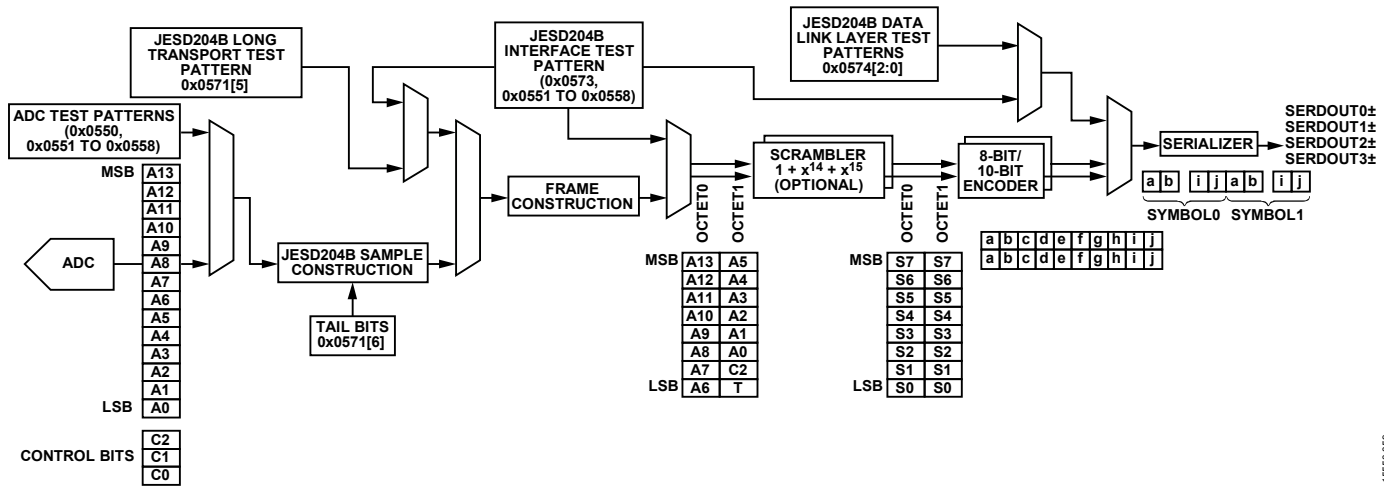 JESD204B LONG
TRANSPORT TEST
PATTERN
0x0571[5]
JESD204B
INTERFACE TEST
PATTERN
(0x0573,
0x0551 TO 0x0558)
JESD204B DATA
LINK LAYER TEST
PATTERNS
0x0574[2:0]
ADC TEST PATTERNS
(0x0550,
0x0551 TO 0x0558)
MSB A13
A12
A11
A10
A9
A8
A7
A6
A5
A4
A3
A2
A1
LSB A0
ADC
CONTROL BITS
C2
C1
C0
JESD204B SAMPLE
CONSTRUCTION
TAIL BITS
0x0571[6]
FRAME
CONSTRUCTION
OCTET0 OCTET1
MSB A13 A5
A12 A4
A11 A3
A10 A2
A9 A1
A8 A0
A7 C2
LSB A6 T
SCRAMBLER
1 + x14 + x15
(OPTIONAL)
OCTET0 OCTET1
MSB S7 S7
S6 S6
S5 S5
S4 S4
S3 S3
S2 S2
S1 S1
LSB S0 S0
8-BIT/
10-BIT
ENCODER
a b c d e f g h i j
a b c d e f g h i j
SERIALIZER
SERDOUT0±
SERDOUT1±
SERDOUT2±
SERDOUT3±
a b i j a b i j
SYMBOL0 SYMBOL1